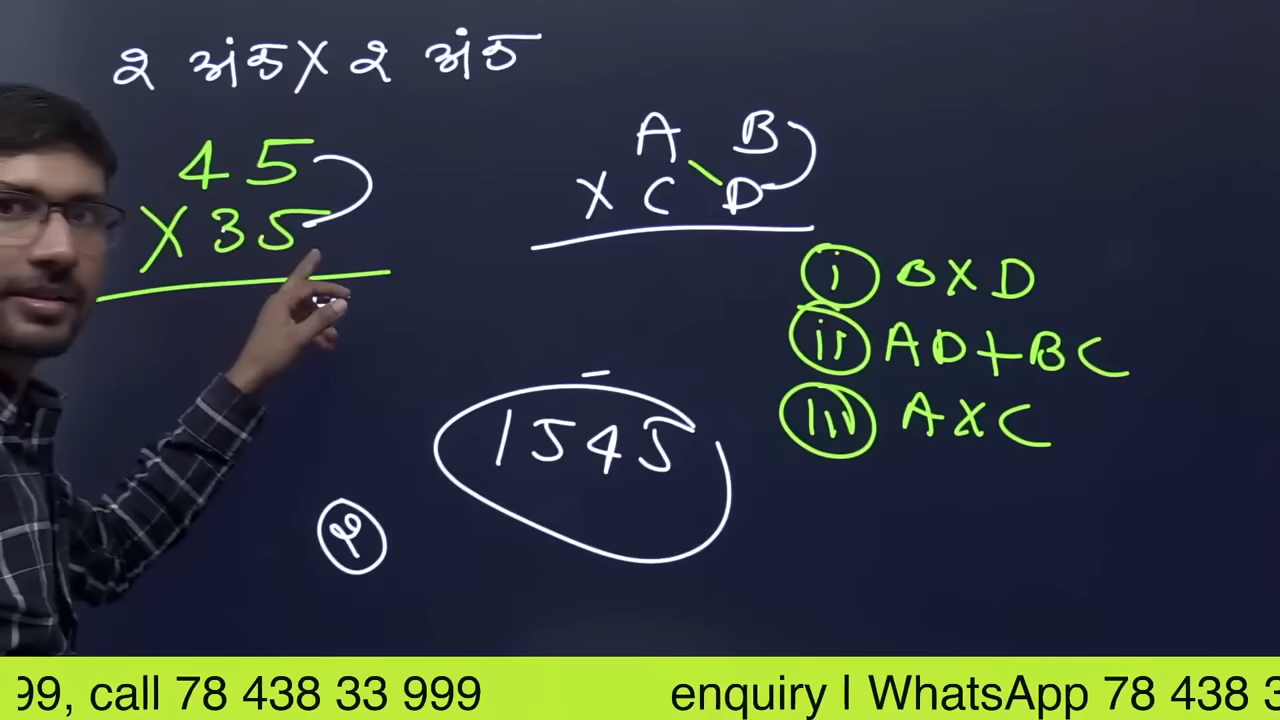 ૨ અંક X ૨ અંક
45
X 35
A B
X C D
i B X D
ii AD + BC
iii A X C
1545
99, call 78 438 33 999
enquiry I WhatsApp 78 438 3